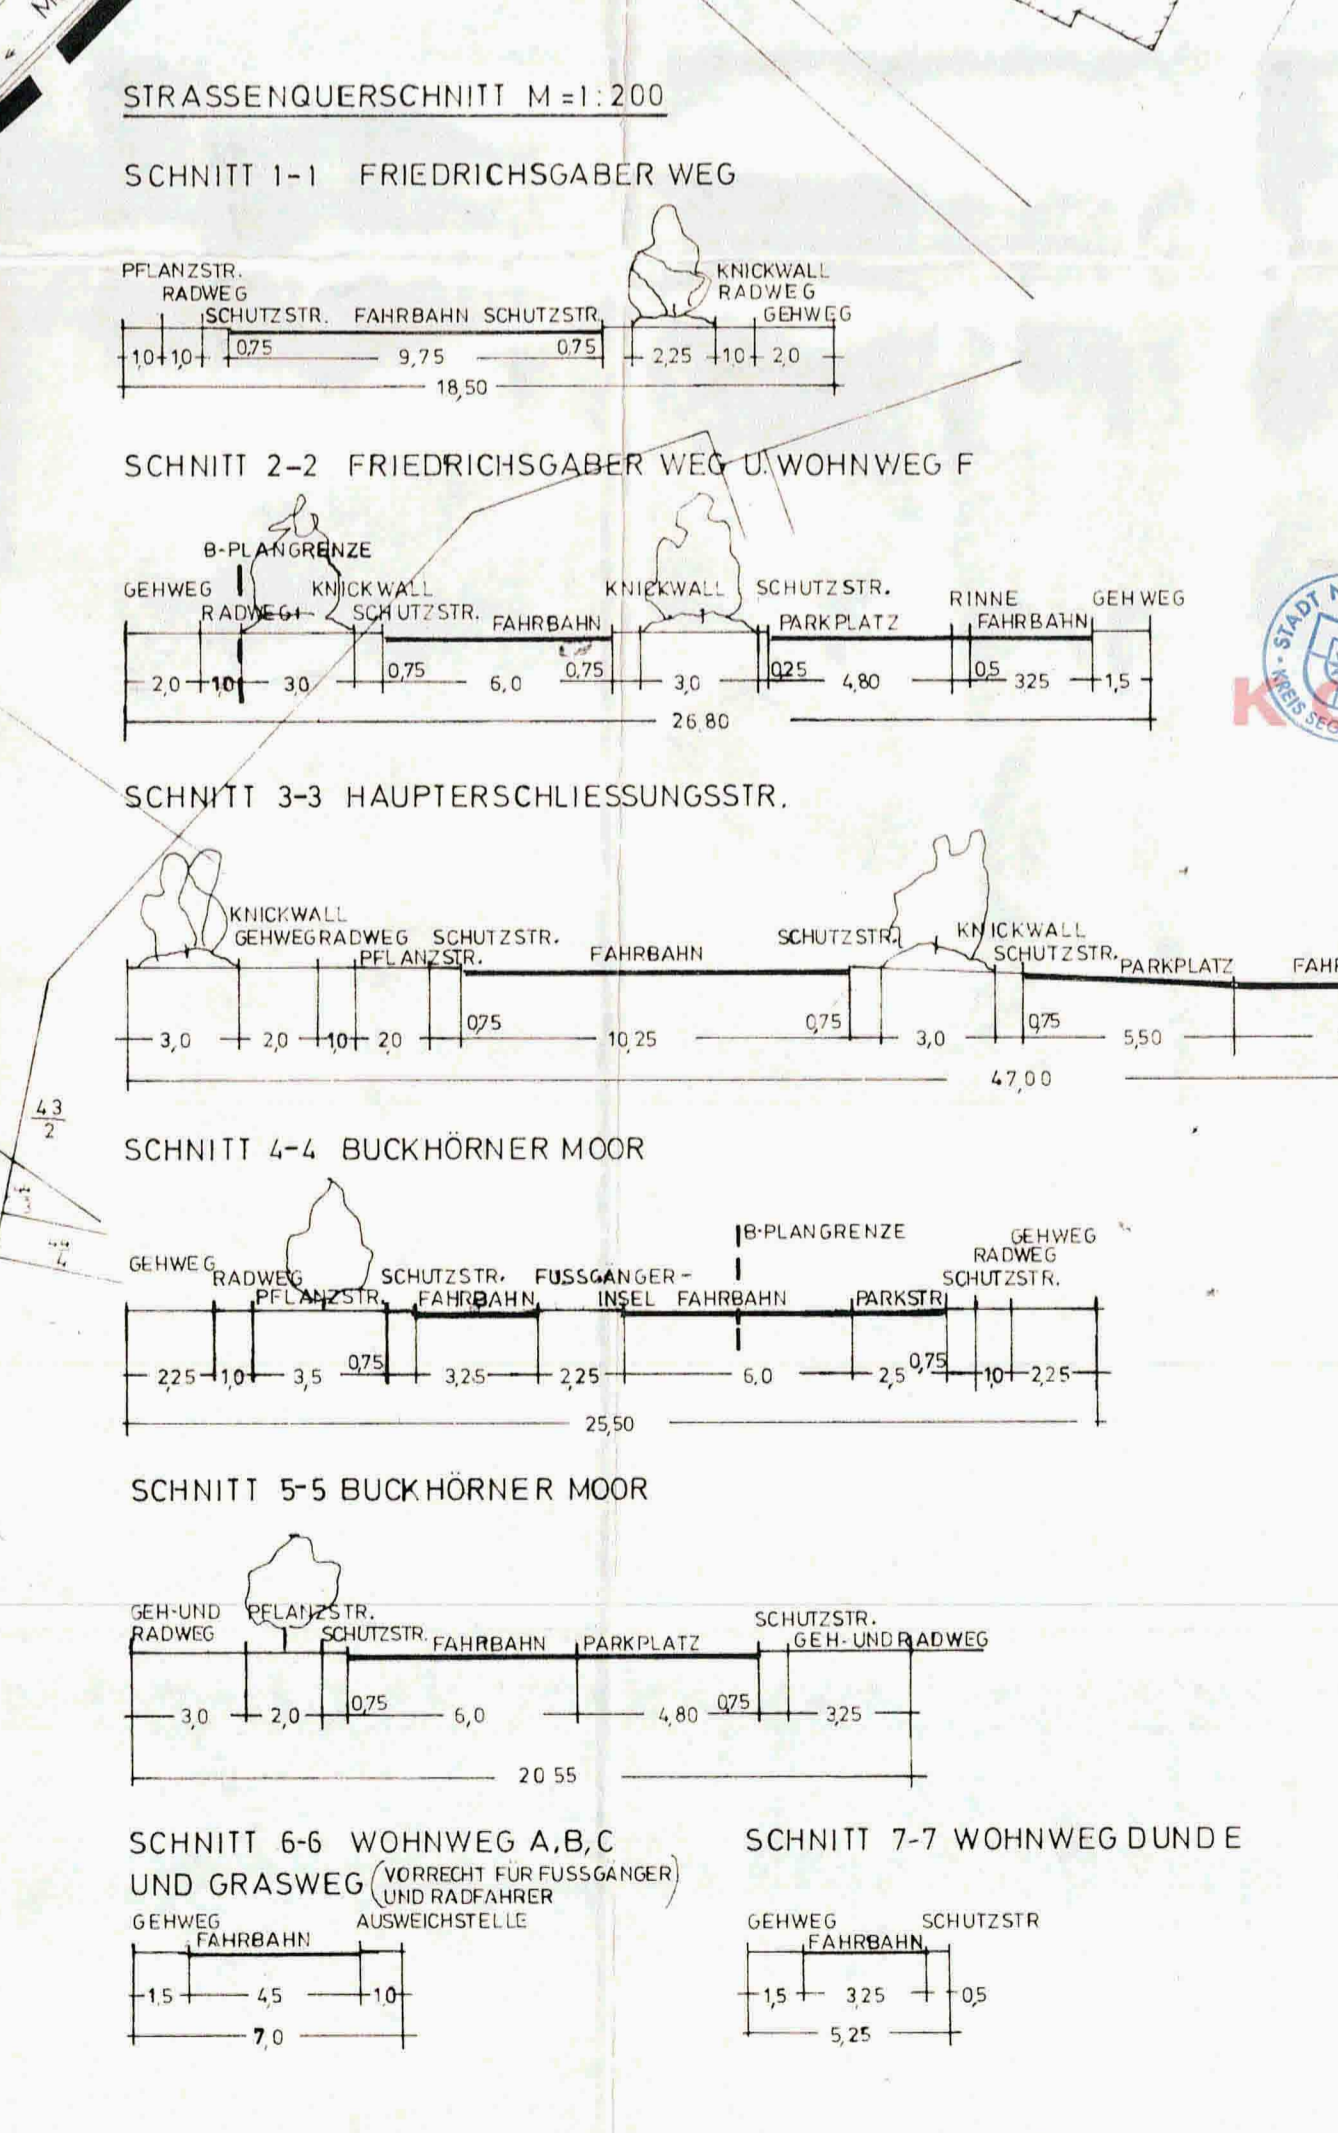 STRASSENQUERSCHNITT M=1:200
SCHNITT 1-1 FRIEDRICHSGABER WEG
PFLANZSTR.
RADWEG
SCHUTZSTR. FAHRBAHN SCHUTZSTR.
KNICKWALL
RADWEG
GEHWEG
1,0 1,0 0,75 9,75 0,75 2,25 1,0 2,0
18,50
SCHNITT 2-2 FRIEDRICHSGABER WEG U. WOHNWEG F
B-PLANGRENZE
GEHWEG KNICKWALL KNICKWALL SCHUTZSTR. RINNE GEHWEG
RADWEG SCHUTZSTR. FAHRBAHN PARKPLATZ FAHRBAHN
2,0 1,0 3,0 0,75 6,0 0,75 3,0 0,25 4,80 0,5 325 1,5
26,80
SCHNITT 3-3 HAUPTERSCHLIESSUNGSSTR.
KNICKWALL
GEHWEG RADWEG SCHUTZSTR. SCHUTZSTR. KNICKWALL
PFLANZSTR. FAHRBAHN SCHUTZSTR. PARKPLATZ FAHR
3,0 2,0 1,0 2,0 0,75 10,25 0,75 3,0 0,75 5,50
47,00
43
2
SCHNITT 4-4 BUCKHÖRNER MOOR
B-PLANGRENZE
GEHWEG
RADWEG
SCHUTZSTR.
GEHWEG
RADWEG SCHUTZSTR. FUSSGÄNGER-
PFLANZSTR. FAHRBAHN INSEL FAHRBAHN PARKSTR.
2,25 1,0 3,5 0,75 3,25 2,25 6,0 2,5 0,75 1,0 2,25
25,50
SCHNITT 5-5 BUCKHÖRNER MOOR
GEH-UND PFLANZSTR. SCHUTZSTR.
RADWEG SCHUTZSTR. FAHRBAHN PARKPLATZ GEH-UND RADWEG
3,0 2,0 0,75 6,0 4,80 0,75 3,25
20 55
SCHNITT 6-6 WOHNWEG A,B,C
UND GRASWEG (VORRECHT FÜR FUSSGÄNGER
UND RADFAHRER)
GEHWEG AUSWEICHSTELLE
FAHRBAHN
1,5 4,5 1,0
7,0
SCHNITT 7-7 WOHNWEG D UND E
GEHWEG SCHUTZSTR
FAHRBAHN
1,5 3,25 0,5
5,25
STADT
KREIS SEG
K